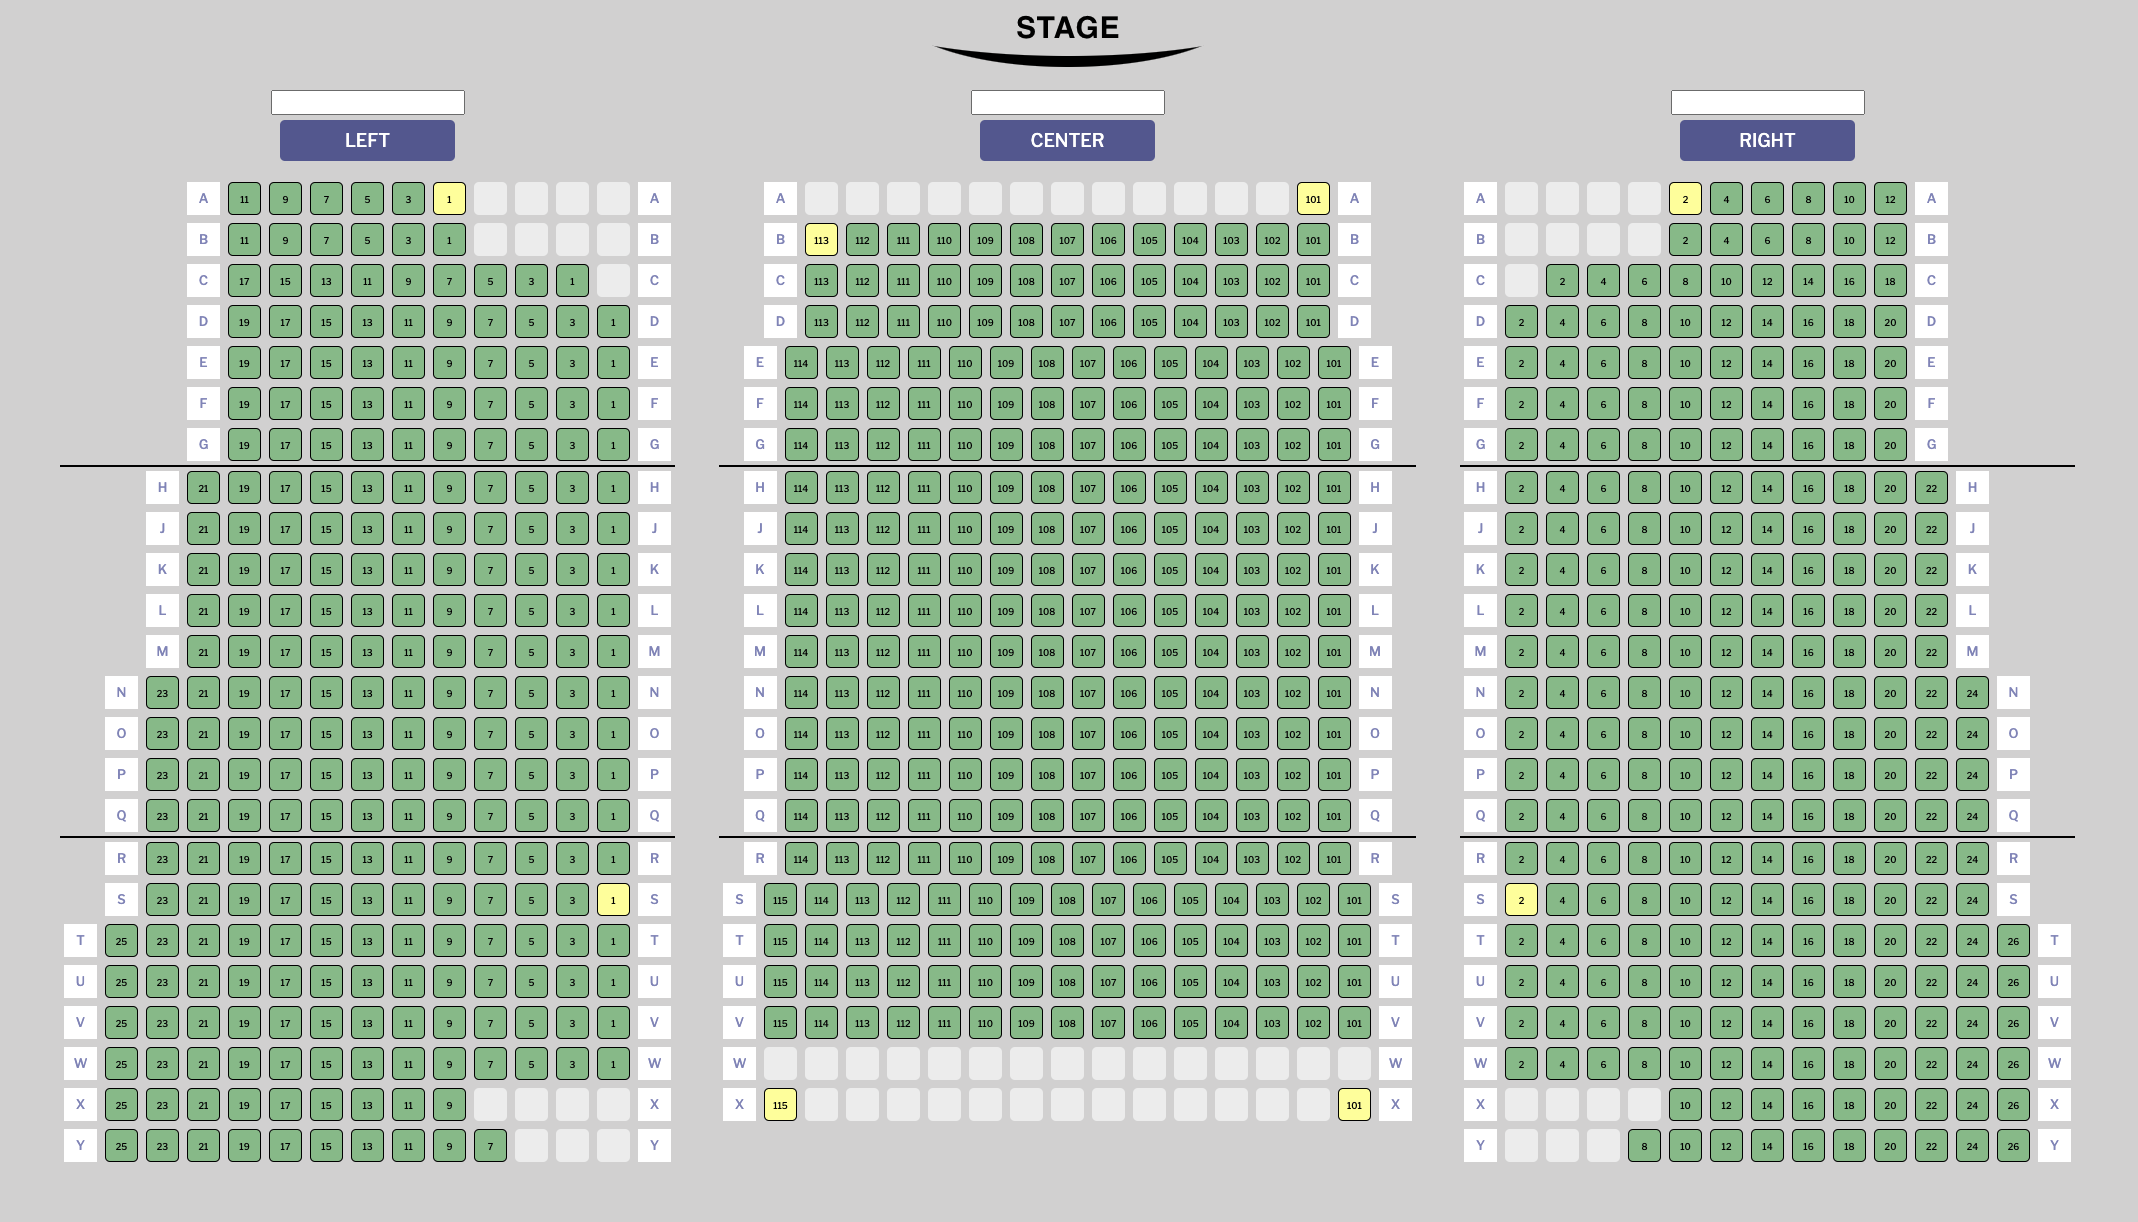 STAGE
LEFT CENTER RIGHT
A 11 9 7 5 3 1 A A 101 A A 2 4 6 8 10 12 A
B 11 9 7 5 3 1 B B 113 112 111 110 109 108 107 106 105 104 103 102 101 B B 2 4 6 8 10 12 B
C 17 15 13 11 9 7 5 3 1 C C 113 112 111 110 109 108 107 106 105 104 103 102 101 C C 2 4 6 8 10 12 14 16 18 C
D 19 17 15 13 11 9 7 5 3 1 D D 113 112 111 110 109 108 107 106 105 104 103 102 101 D D 2 4 6 8 10 12 14 16 18 20 D
E 19 17 15 13 11 9 7 5 3 1 E E 114 113 112 111 110 109 108 107 106 105 104 103 102 101 E E 2 4 6 8 10 12 14 16 18 20 E
F 19 17 15 13 11 9 7 5 3 1 F F 114 113 112 111 110 109 108 107 106 105 104 103 102 101 F F 2 4 6 8 10 12 14 16 18 20 F
G 19 17 15 13 11 9 7 5 3 1 G G 114 113 112 111 110 109 108 107 106 105 104 103 102 101 G G 2 4 6 8 10 12 14 16 18 20 G
H 21 19 17 15 13 11 9 7 5 3 1 H H 114 113 112 111 110 109 108 107 106 105 104 103 102 101 H H 2 4 6 8 10 12 14 16 18 20 22 H
J 21 19 17 15 13 11 9 7 5 3 1 J J 114 113 112 111 110 109 108 107 106 105 104 103 102 101 J J 2 4 6 8 10 12 14 16 18 20 22 J
K 21 19 17 15 13 11 9 7 5 3 1 K K 114 113 112 111 110 109 108 107 106 105 104 103 102 101 K K 2 4 6 8 10 12 14 16 18 20 22 K
L 21 19 17 15 13 11 9 7 5 3 1 L L 114 113 112 111 110 109 108 107 106 105 104 103 102 101 L L 2 4 6 8 10 12 14 16 18 20 22 L
M 21 19 17 15 13 11 9 7 5 3 1 M M 114 113 112 111 110 109 108 107 106 105 104 103 102 101 M M 2 4 6 8 10 12 14 16 18 20 22 M
N 23 21 19 17 15 13 11 9 7 5 3 1 N N 114 113 112 111 110 109 108 107 106 105 104 103 102 101 N N 2 4 6 8 10 12 14 16 18 20 22 24 N
O 23 21 19 17 15 13 11 9 7 5 3 1 O O 114 113 112 111 110 109 108 107 106 105 104 103 102 101 O O 2 4 6 8 10 12 14 16 18 20 22 24 O
P 23 21 19 17 15 13 11 9 7 5 3 1 P P 114 113 112 111 110 109 108 107 106 105 104 103 102 101 P P 2 4 6 8 10 12 14 16 18 20 22 24 P
Q 23 21 19 17 15 13 11 9 7 5 3 1 Q Q 114 113 112 111 110 109 108 107 106 105 104 103 102 101 Q Q 2 4 6 8 10 12 14 16 18 20 22 24 Q
R 23 21 19 17 15 13 11 9 7 5 3 1 R R 114 113 112 111 110 109 108 107 106 105 104 103 102 101 R R 2 4 6 8 10 12 14 16 18 20 22 24 R
S 23 21 19 17 15 13 11 9 7 5 3 1 S S 115 114 113 112 111 110 109 108 107 106 105 104 103 102 101 S S 2 4 6 8 10 12 14 16 18 20 22 24 S
T 25 23 21 19 17 15 13 11 9 7 5 3 1 T T 115 114 113 112 111 110 109 108 107 106 105 104 103 102 101 T T 2 4 6 8 10 12 14 16 18 20 22 24 26 T
U 25 23 21 19 17 15 13 11 9 7 5 3 1 U U 115 114 113 112 111 110 109 108 107 106 105 104 103 102 101 U U 2 4 6 8 10 12 14 16 18 20 22 24 26 U
V 25 23 21 19 17 15 13 11 9 7 5 3 1 V V 115 114 113 112 111 110 109 108 107 106 105 104 103 102 101 V V 2 4 6 8 10 12 14 16 18 20 22 24 26 V
W 25 23 21 19 17 15 13 11 9 7 5 3 1 W W W W 2 4 6 8 10 12 14 16 18 20 22 24 26 W
X 25 23 21 19 17 15 13 11 9 X X 115 101 X X 10 12 14 16 18 20 22 24 26 X
Y 25 23 21 19 17 15 13 11 9 7 Y Y 8 10 12 14 16 18 20 22 24 26 Y